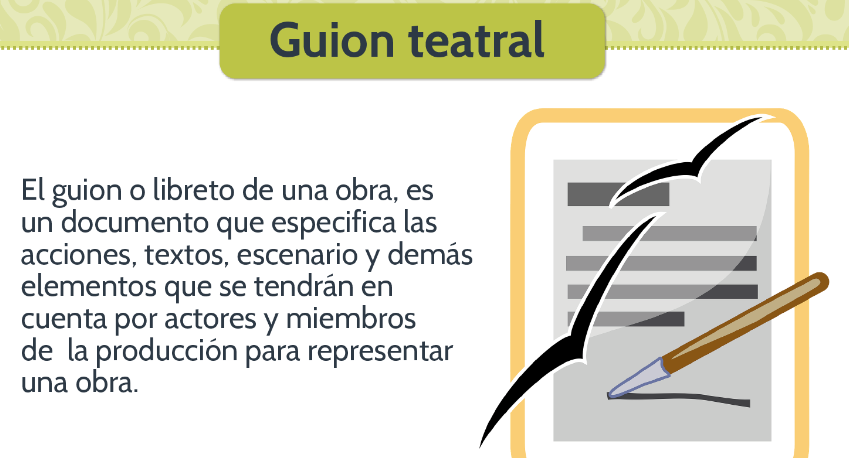 Guion teatral
El guion o libreto de una obra, es
un documento que especifica las
acciones, textos, escenario y demás
elementos que se tendrán en
cuenta por actores y miembros
de  la producción para representar
una obra.